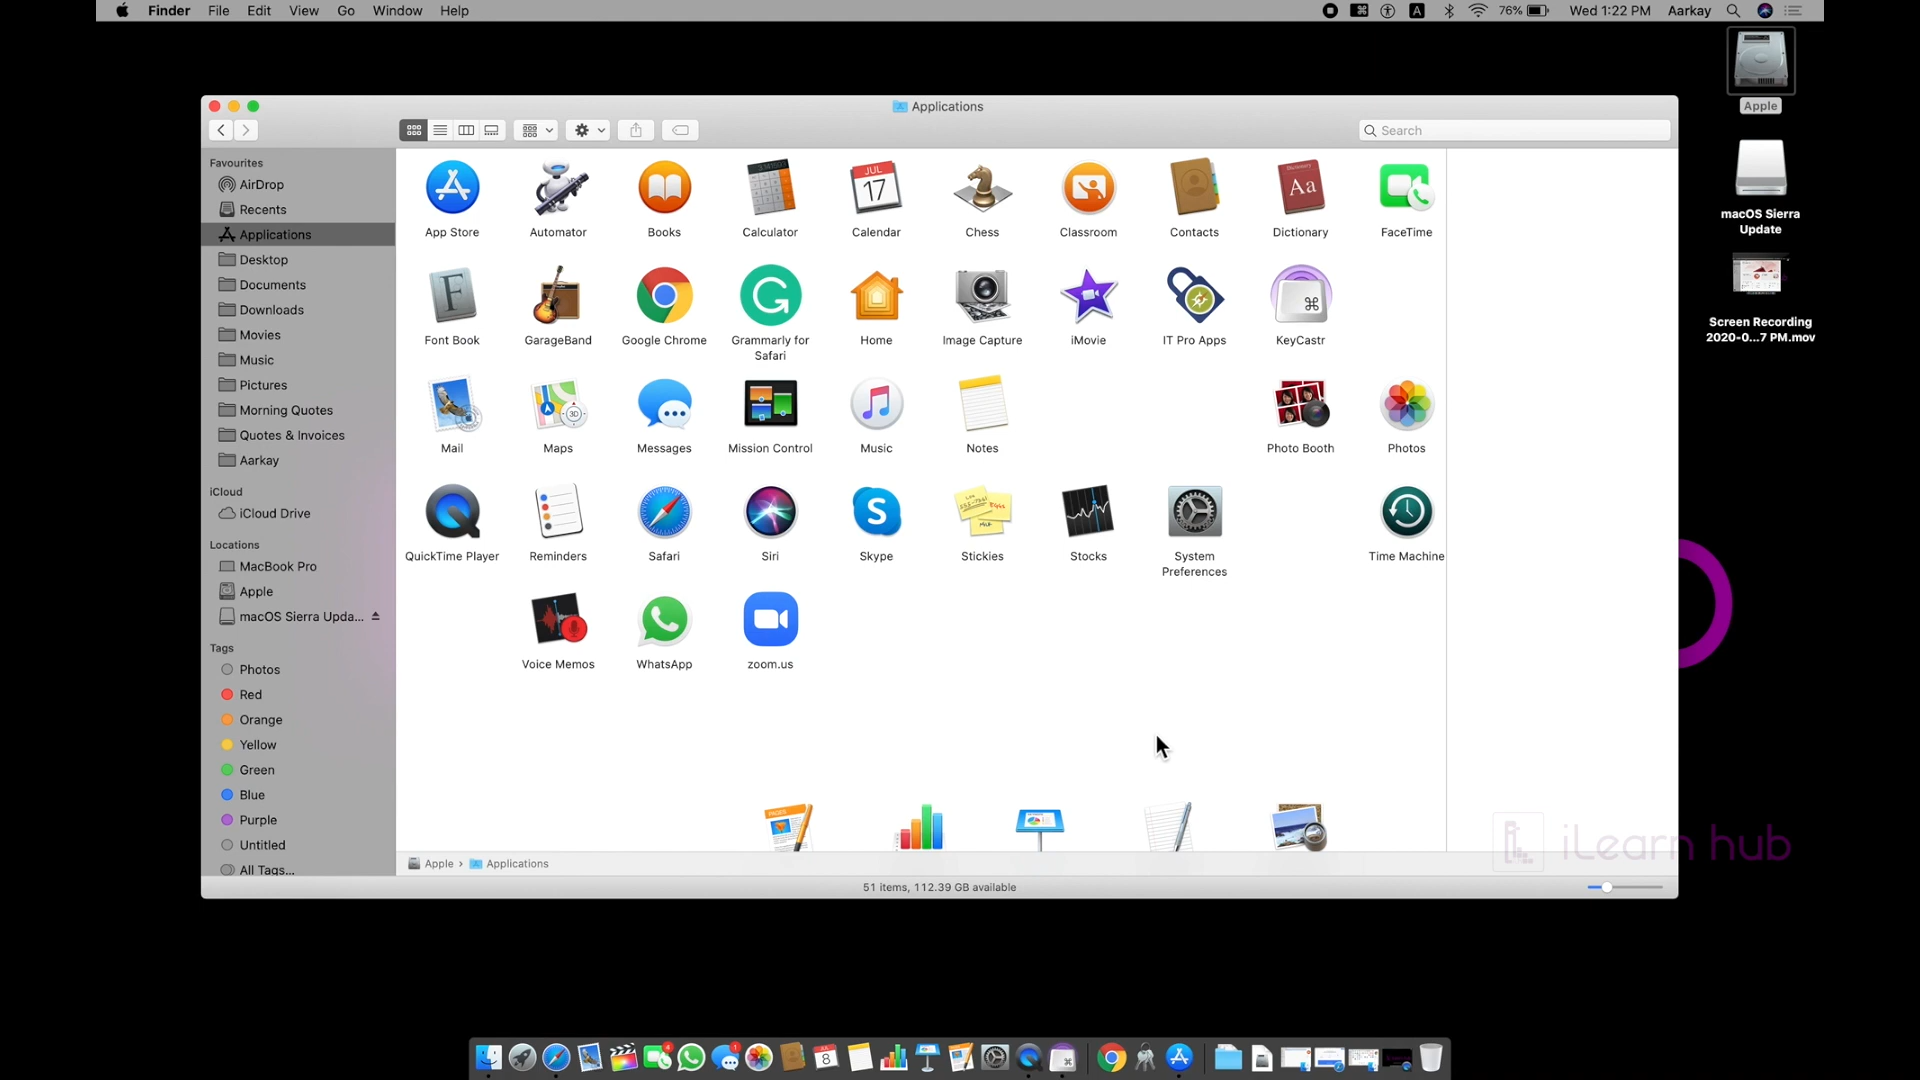 Finder File Edit View Go Window Help
A 76% Wed 1:22 PM Aarkay
Applications
Search
Favourites
AirDrop
Recents
Applications
Desktop
Documents
Downloads
Movies
Music
Pictures
Morning Quotes
Quotes & Invoices
Aarkay
iCloud
iCloud Drive
Locations
MacBook Pro
Apple
macOS Sierra Upda...
Tags
Photos
Red
Orange
Yellow
Green
Blue
Purple
Untitled
All Tags...
JUL
17
Aa
App Store Automator Books Calculator Calendar Chess Classroom Contacts Dictionary FaceTime
Font Book GarageBand Google Chrome Grammarly for Safari Home Image Capture iMovie IT Pro Apps KeyCastr
Mail Maps Messages Mission Control Music Notes Photo Booth Photos
QuickTime Player Reminders Safari Siri Skype Stickies Stocks System Preferences Time Machine
Voice Memos WhatsApp zoom.us
PAGES
Apple › Applications
51 items, 112.39 GB available
Apple
macOS Sierra
Update
Screen Recording
2020-0...7 PM.mov
iLearn hub